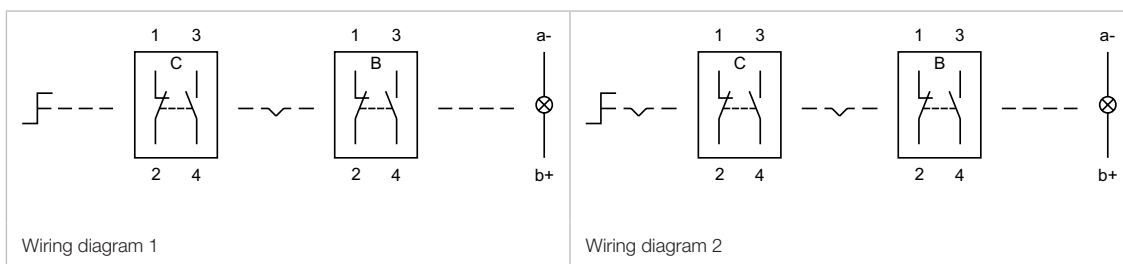 1 3 1 3 a- 1 3 1 3 a-
C B C B
2 4 2 4 b+ 2 4 2 4 b+
Wiring diagram 1
Wiring diagram 2